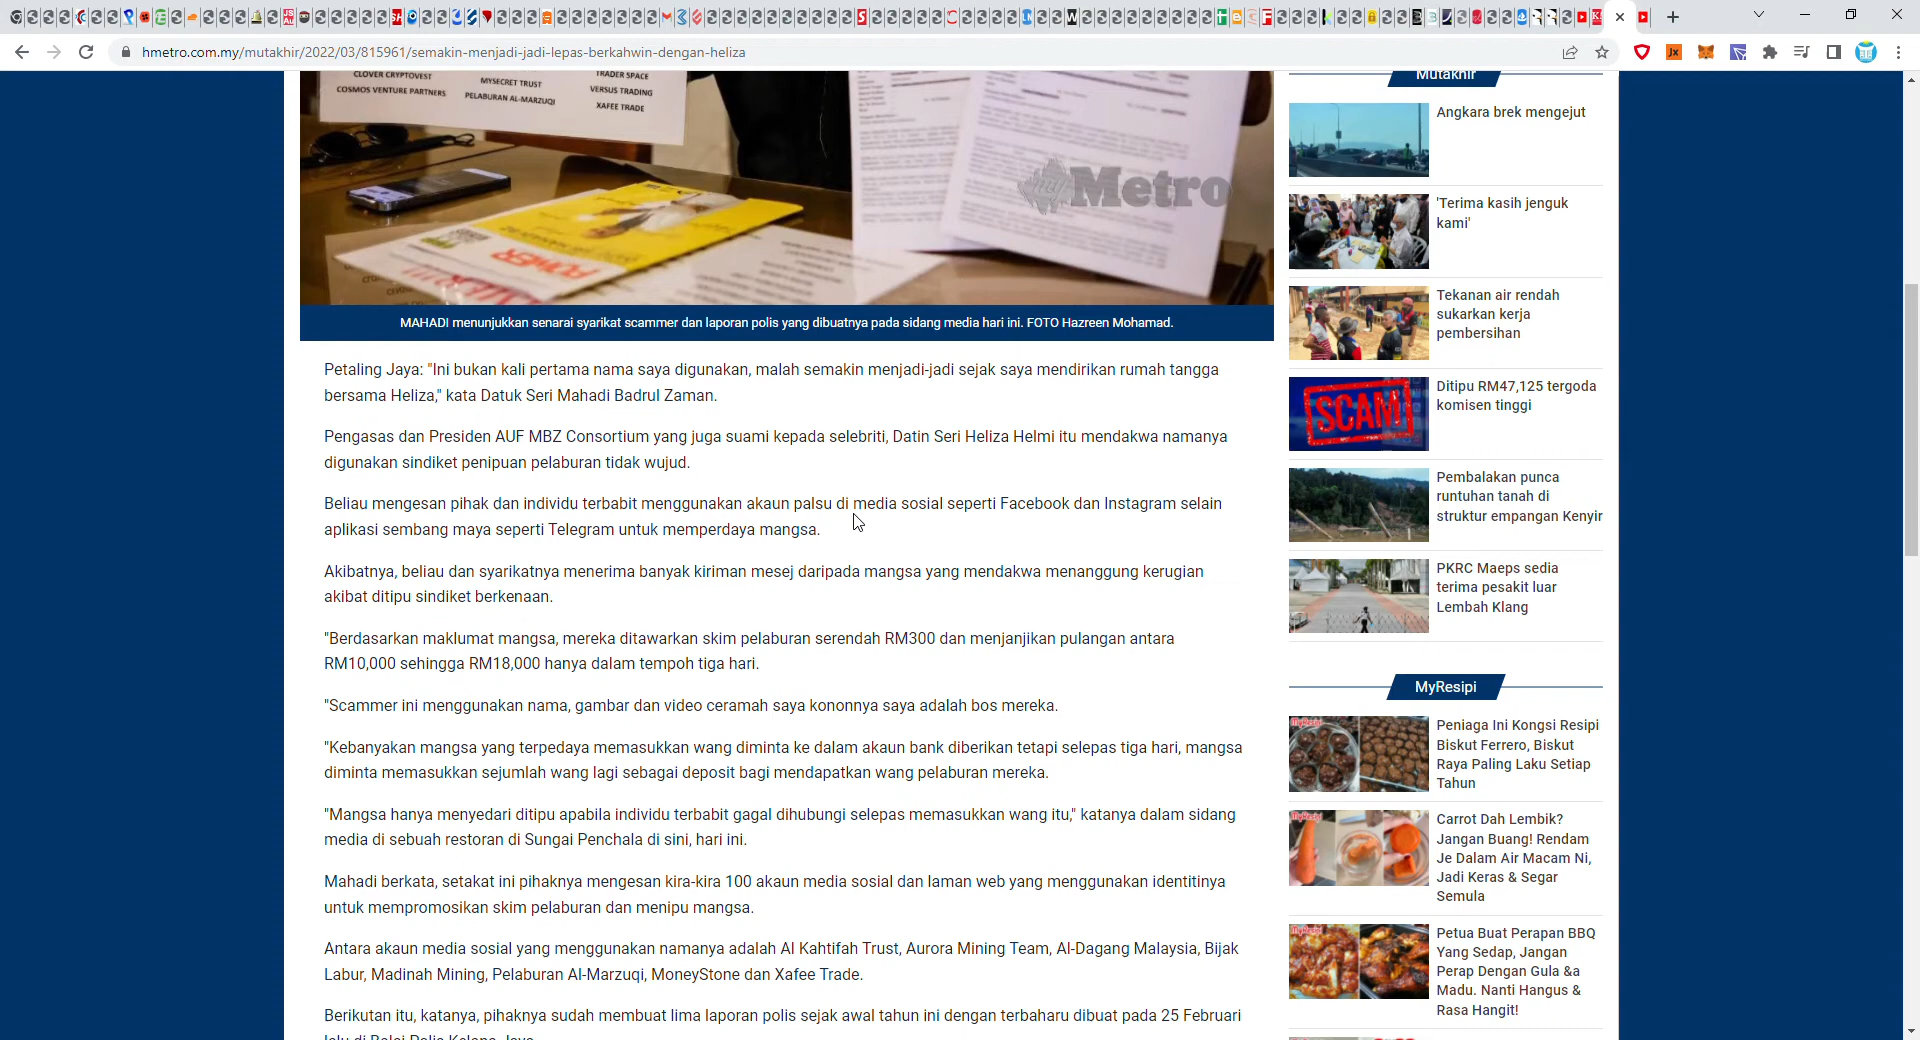 hmetro.com.my/mutakhir/2022/03/815961/semakin-menjadi-jadi-lepas-berkahwin-dengan-heliza
CLOVER CRYPTOVEST
COSMOS VENTURE PARTNERS
MYSECRET TRUST
PELABURAN AL-MARZUQI
TRADER SPACE
VERSUS TRADING
XAFEE TRADE
my Metro
POWER
MAHADI menunjukkan senarai syarikat scammer dan laporan polis yang dibuatnya pada sidang media hari ini. FOTO Hazreen Mohamad.
Petaling Jaya: "Ini bukan kali pertama nama saya digunakan, malah semakin menjadi-jadi sejak saya mendirikan rumah tangga
bersama Heliza," kata Datuk Seri Mahadi Badrul Zaman.
Pengasas dan Presiden AUF MBZ Consortium yang juga suami kepada selebriti, Datin Seri Heliza Helmi itu mendakwa namanya
digunakan sindiket penipuan pelaburan tidak wujud.
Beliau mengesan pihak dan individu terbabit menggunakan akaun palsu di media sosial seperti Facebook dan Instagram selain
aplikasi sembang maya seperti Telegram untuk memperdaya mangsa.
Akibatnya, beliau dan syarikatnya menerima banyak kiriman mesej daripada mangsa yang mendakwa menanggung kerugian
akibat ditipu sindiket berkenaan.
"Berdasarkan maklumat mangsa, mereka ditawarkan skim pelaburan serendah RM300 dan menjanjikan pulangan antara
RM10,000 sehingga RM18,000 hanya dalam tempoh tiga hari.
"Scammer ini menggunakan nama, gambar dan video ceramah saya kononnya saya adalah bos mereka.
"Kebanyakan mangsa yang terpedaya memasukkan wang diminta ke dalam akaun bank diberikan tetapi selepas tiga hari, mangsa
diminta memasukkan sejumlah wang lagi sebagai deposit bagi mendapatkan wang pelaburan mereka.
"Mangsa hanya menyedari ditipu apabila individu terbabit gagal dihubungi selepas memasukkan wang itu," katanya dalam sidang
media di sebuah restoran di Sungai Penchala di sini, hari ini.
Mahadi berkata, setakat ini pihaknya mengesan kira-kira 100 akaun media sosial dan laman web yang menggunakan identitinya
untuk mempromosikan skim pelaburan dan menipu mangsa.
Antara akaun media sosial yang menggunakan namanya adalah Al Kahtifah Trust, Aurora Mining Team, Al-Dagang Malaysia, Bijak
Labur, Madinah Mining, Pelaburan Al-Marzuqi, MoneyStone dan Xafee Trade.
Berikutan itu, katanya, pihaknya sudah membuat lima laporan polis sejak awal tahun ini dengan terbaharu dibuat pada 25 Februari
lalu di Balai Polis Kelana Jaya.
Mutakhir
Angkara brek mengejut
'Terima kasih jenguk
kami'
Tekanan air rendah
sukarkan kerja
pembersihan
SCAM
Ditipu RM47,125 tergoda
komisen tinggi
Pembalakan punca
runtuhan tanah di
struktur empangan Kenyir
PKRC Maeps sedia
terima pesakit luar
Lembah Klang
MyResipi
MyResipi
Peniaga Ini Kongsi Resipi
Biskut Ferrero, Biskut
Raya Paling Laku Setiap
Tahun
MyResipi
Carrot Dah Lembik?
Jangan Buang! Rendam
Je Dalam Air Macam Ni,
Jadi Keras & Segar
Semula
MyResipi
Petua Buat Perapan BBQ
Yang Sedap, Jangan
Perap Dengan Gula &a
Madu. Nanti Hangus &
Rasa Hangit!